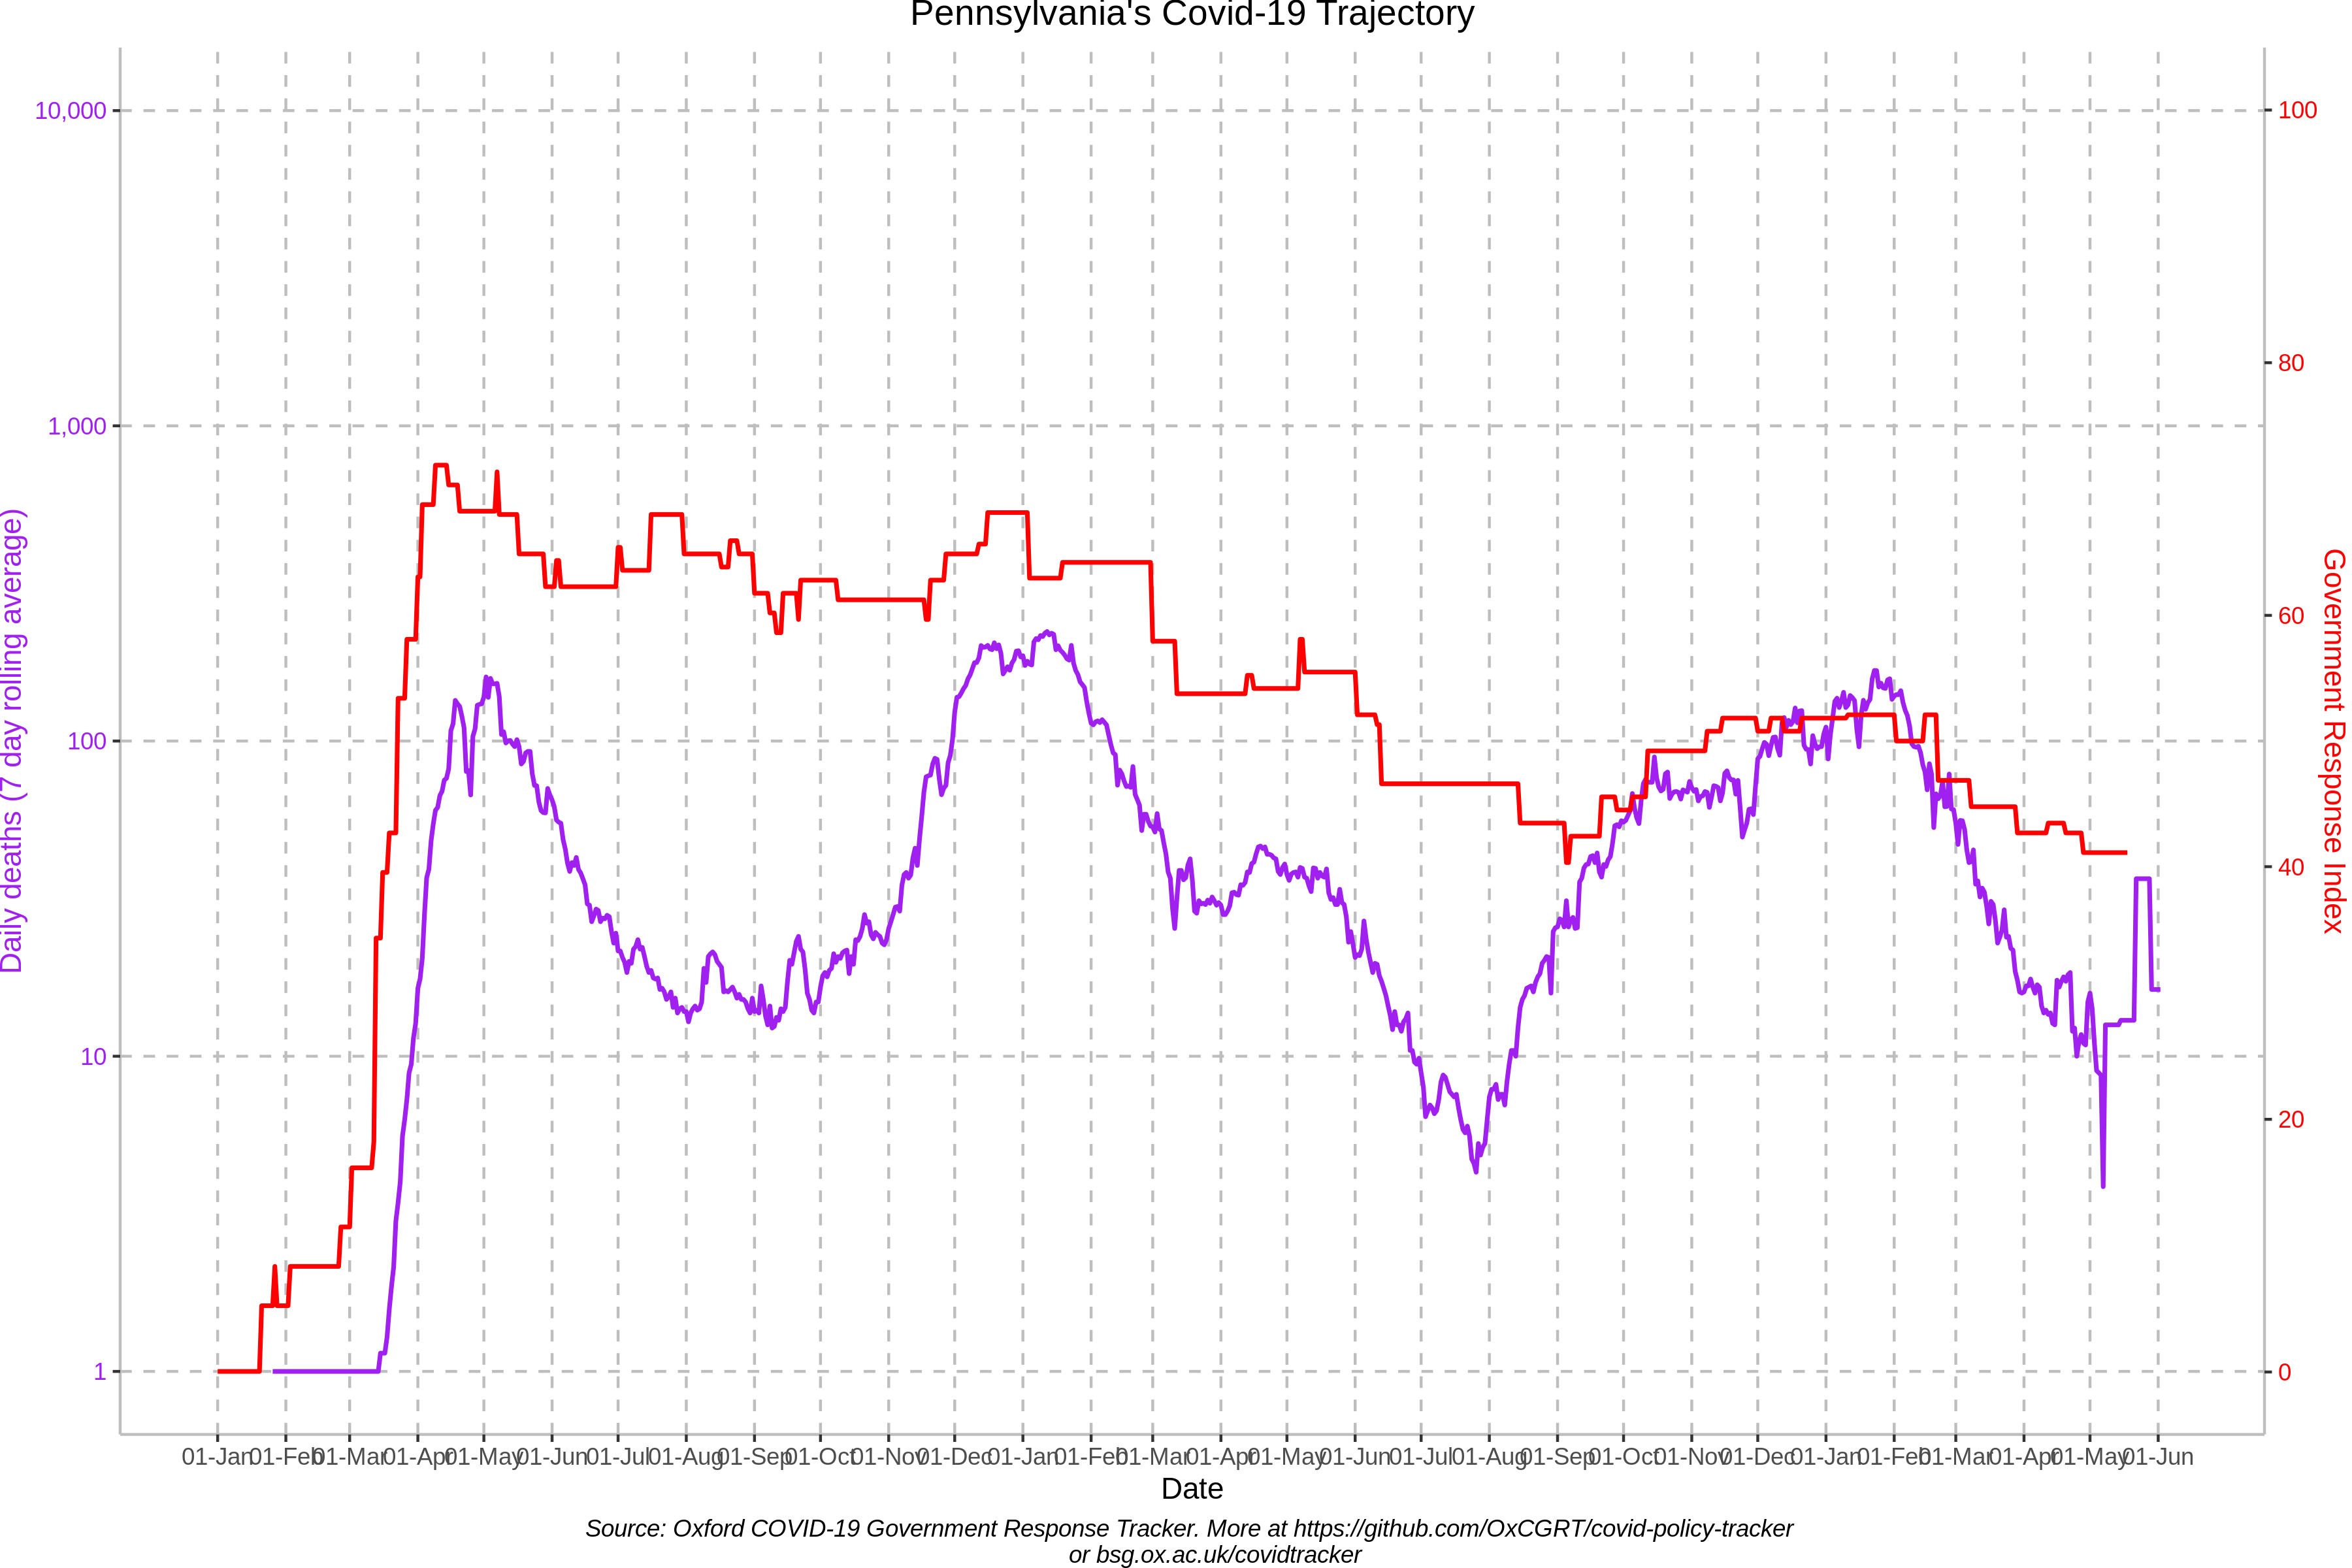 Pennsylvania's Covid-19 Trajectory
10,000
1,000
100
10
1
Daily deaths (7 day rolling average)
100
80
60
40
20
0
Government Response Index
01-Jan 01-Feb 01-Mar 01-Apr 01-May 01-Jun 01-Jul 01-Aug 01-Sep 01-Oct 01-Nov 01-Dec 01-Jan 01-Feb 01-Mar 01-Apr 01-May 01-Jun 01-Jul 01-Aug 01-Sep 01-Oct 01-Nov 01-Dec 01-Jan 01-Feb 01-Mar 01-Apr 01-May 01-Jun
Date
Source: Oxford COVID-19 Government Response Tracker. More at https://github.com/OxCGRT/covid-policy-tracker
or bsg.ox.ac.uk/covidtracker